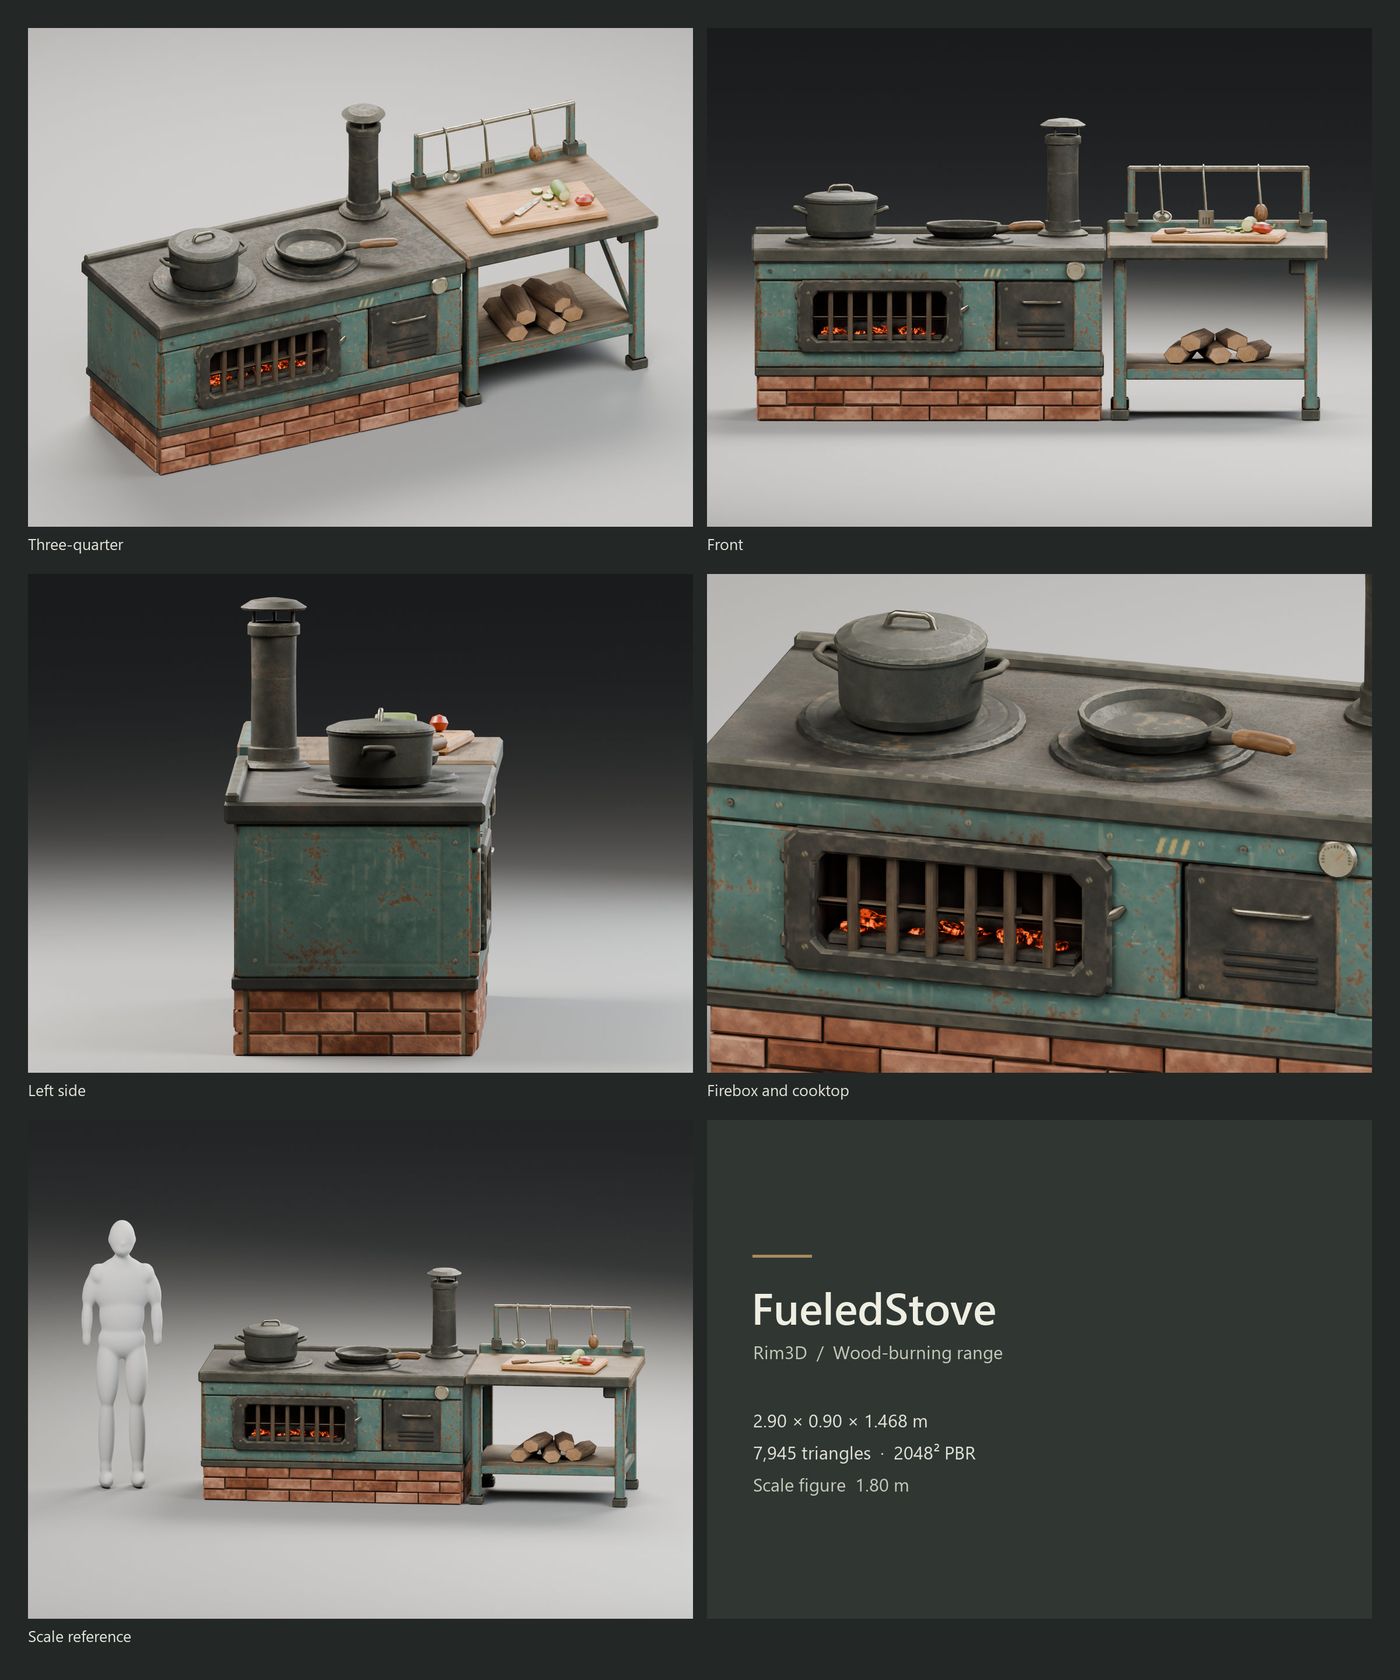 Three-quarter
Front
Left side
Firebox and cooktop
FueledStove
Rim3D / Wood-burning range
2.90 × 0.90 × 1.468 m
7,945 triangles · 2048² PBR
Scale figure 1.80 m
Scale reference